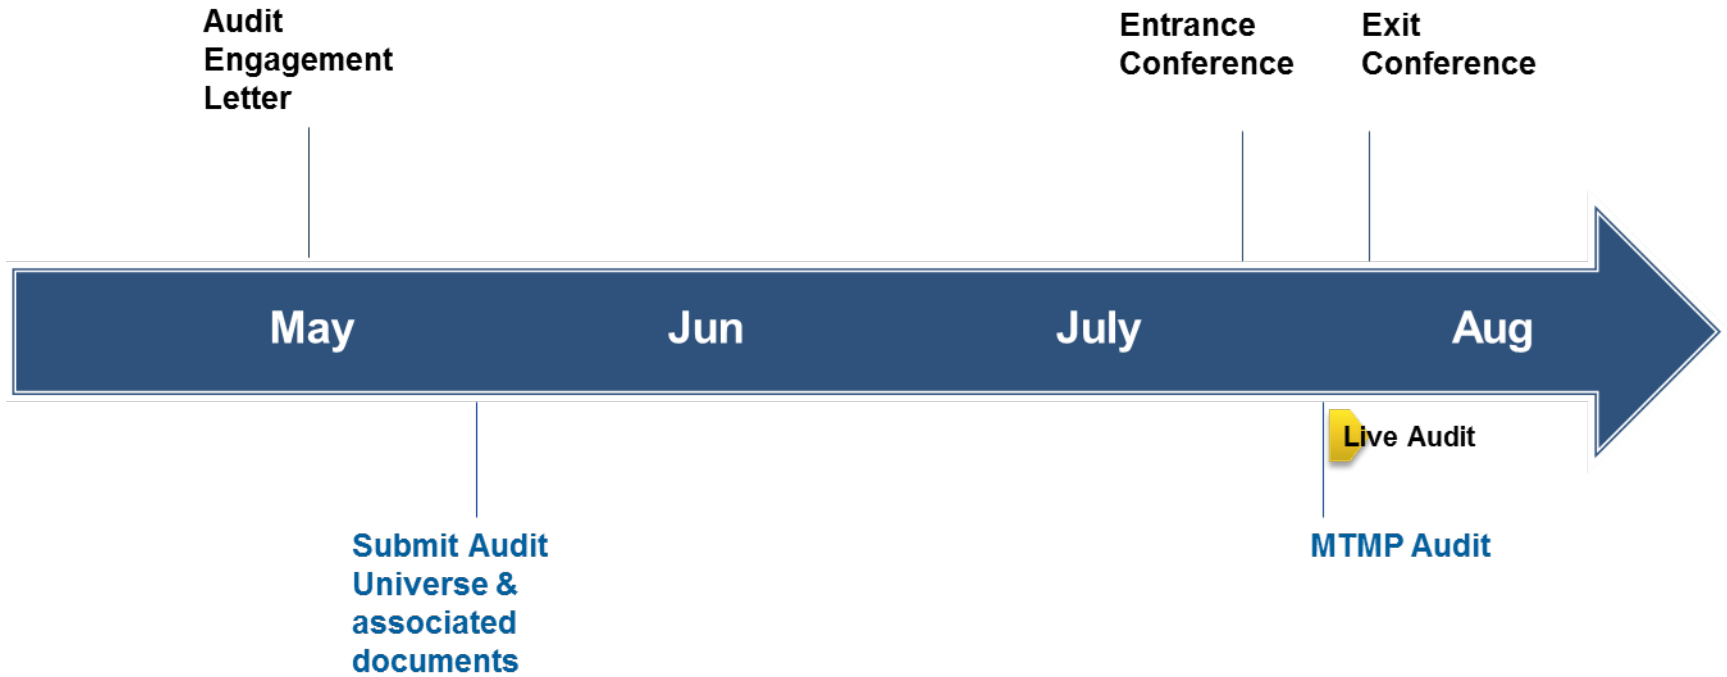 Audit
Engagement
Letter
Entrance
Conference
Exit
Conference
May
Jun
July
Aug
Live Audit
Submit Audit
Universe &
associated
documents
MTMP Audit